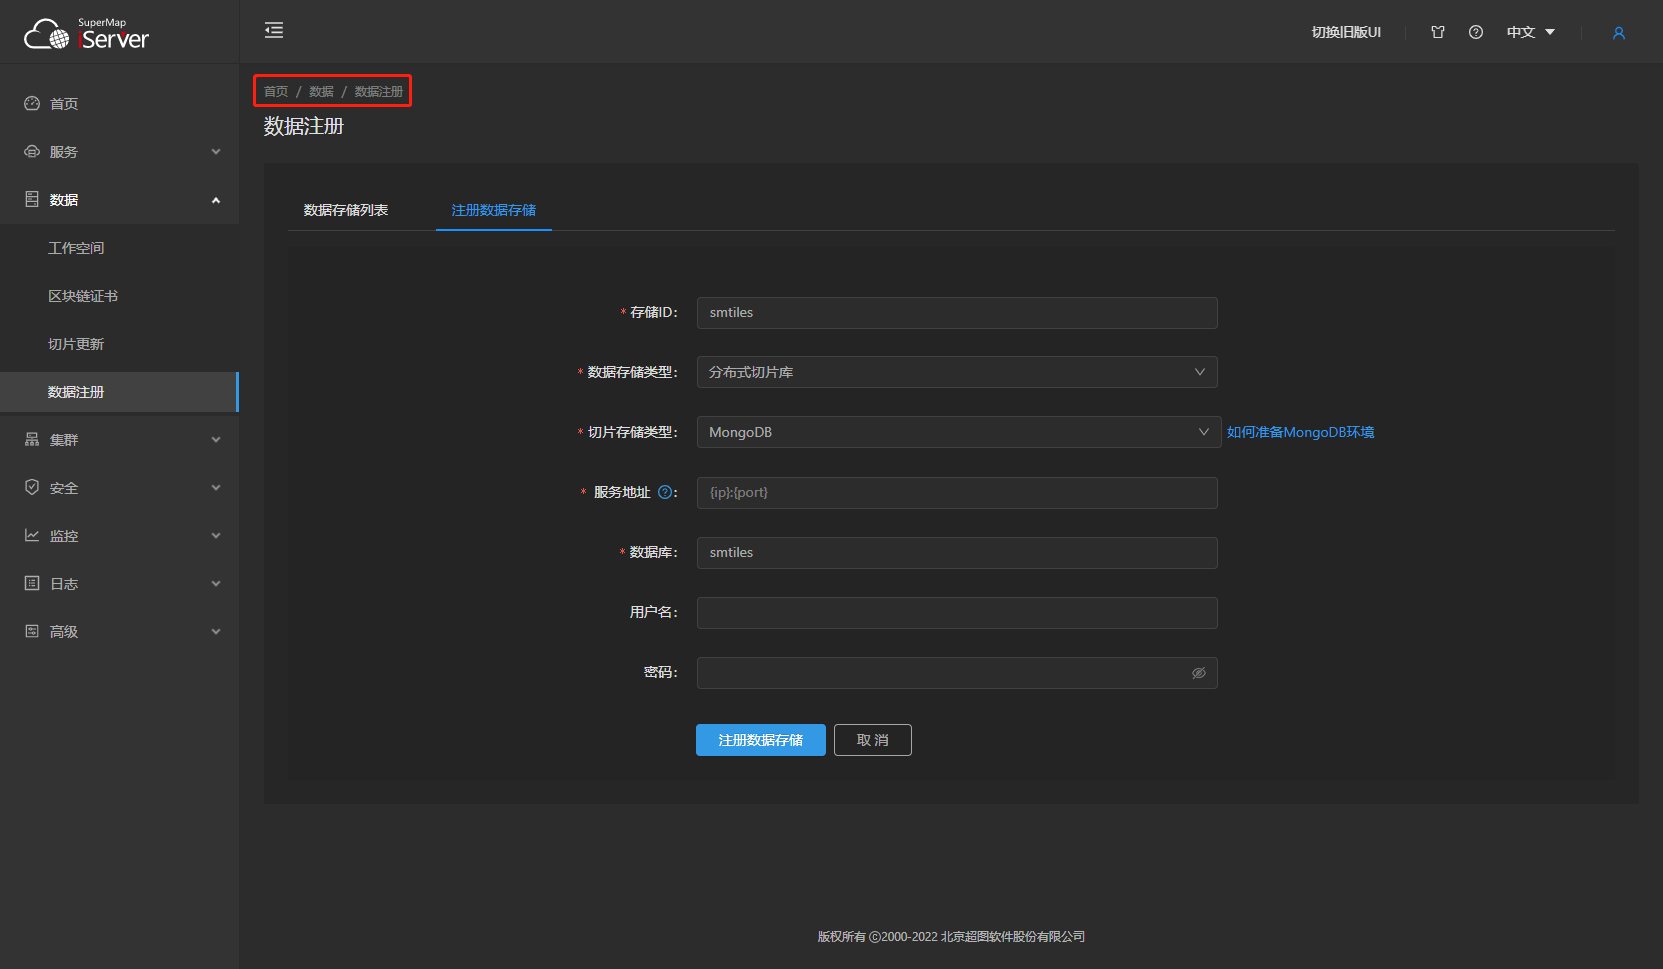 SuperMap
iServer
切换旧版UI
中文
首页
服务
数据
工作空间
区块链证书
切片更新
数据注册
集群
安全
监控
日志
高级
首页 / 数据 / 数据注册
数据注册
数据存储列表
注册数据存储
* 存储ID: smtiles
* 数据存储类型: 分布式切片库
* 切片存储类型: MongoDB 如何准备MongoDB环境
* 服务地址 ?: {ip}:{port}
* 数据库: smtiles
用户名:
密码:
注册数据存储
取 消
版权所有 ©2000-2022 北京超图软件股份有限公司